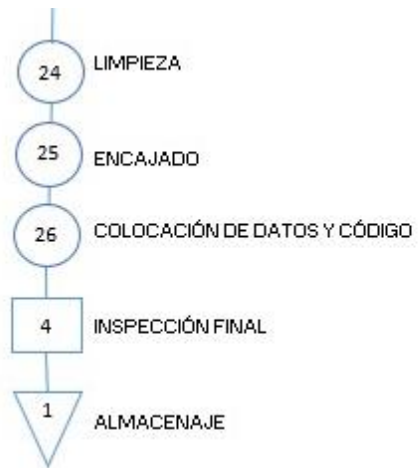 24 LIMPIEZA
25 ENCAJADO
26 COLOCACIÓN DE DATOS Y CÓDIGO
4 INSPECCIÓN FINAL
1 ALMACENAJE